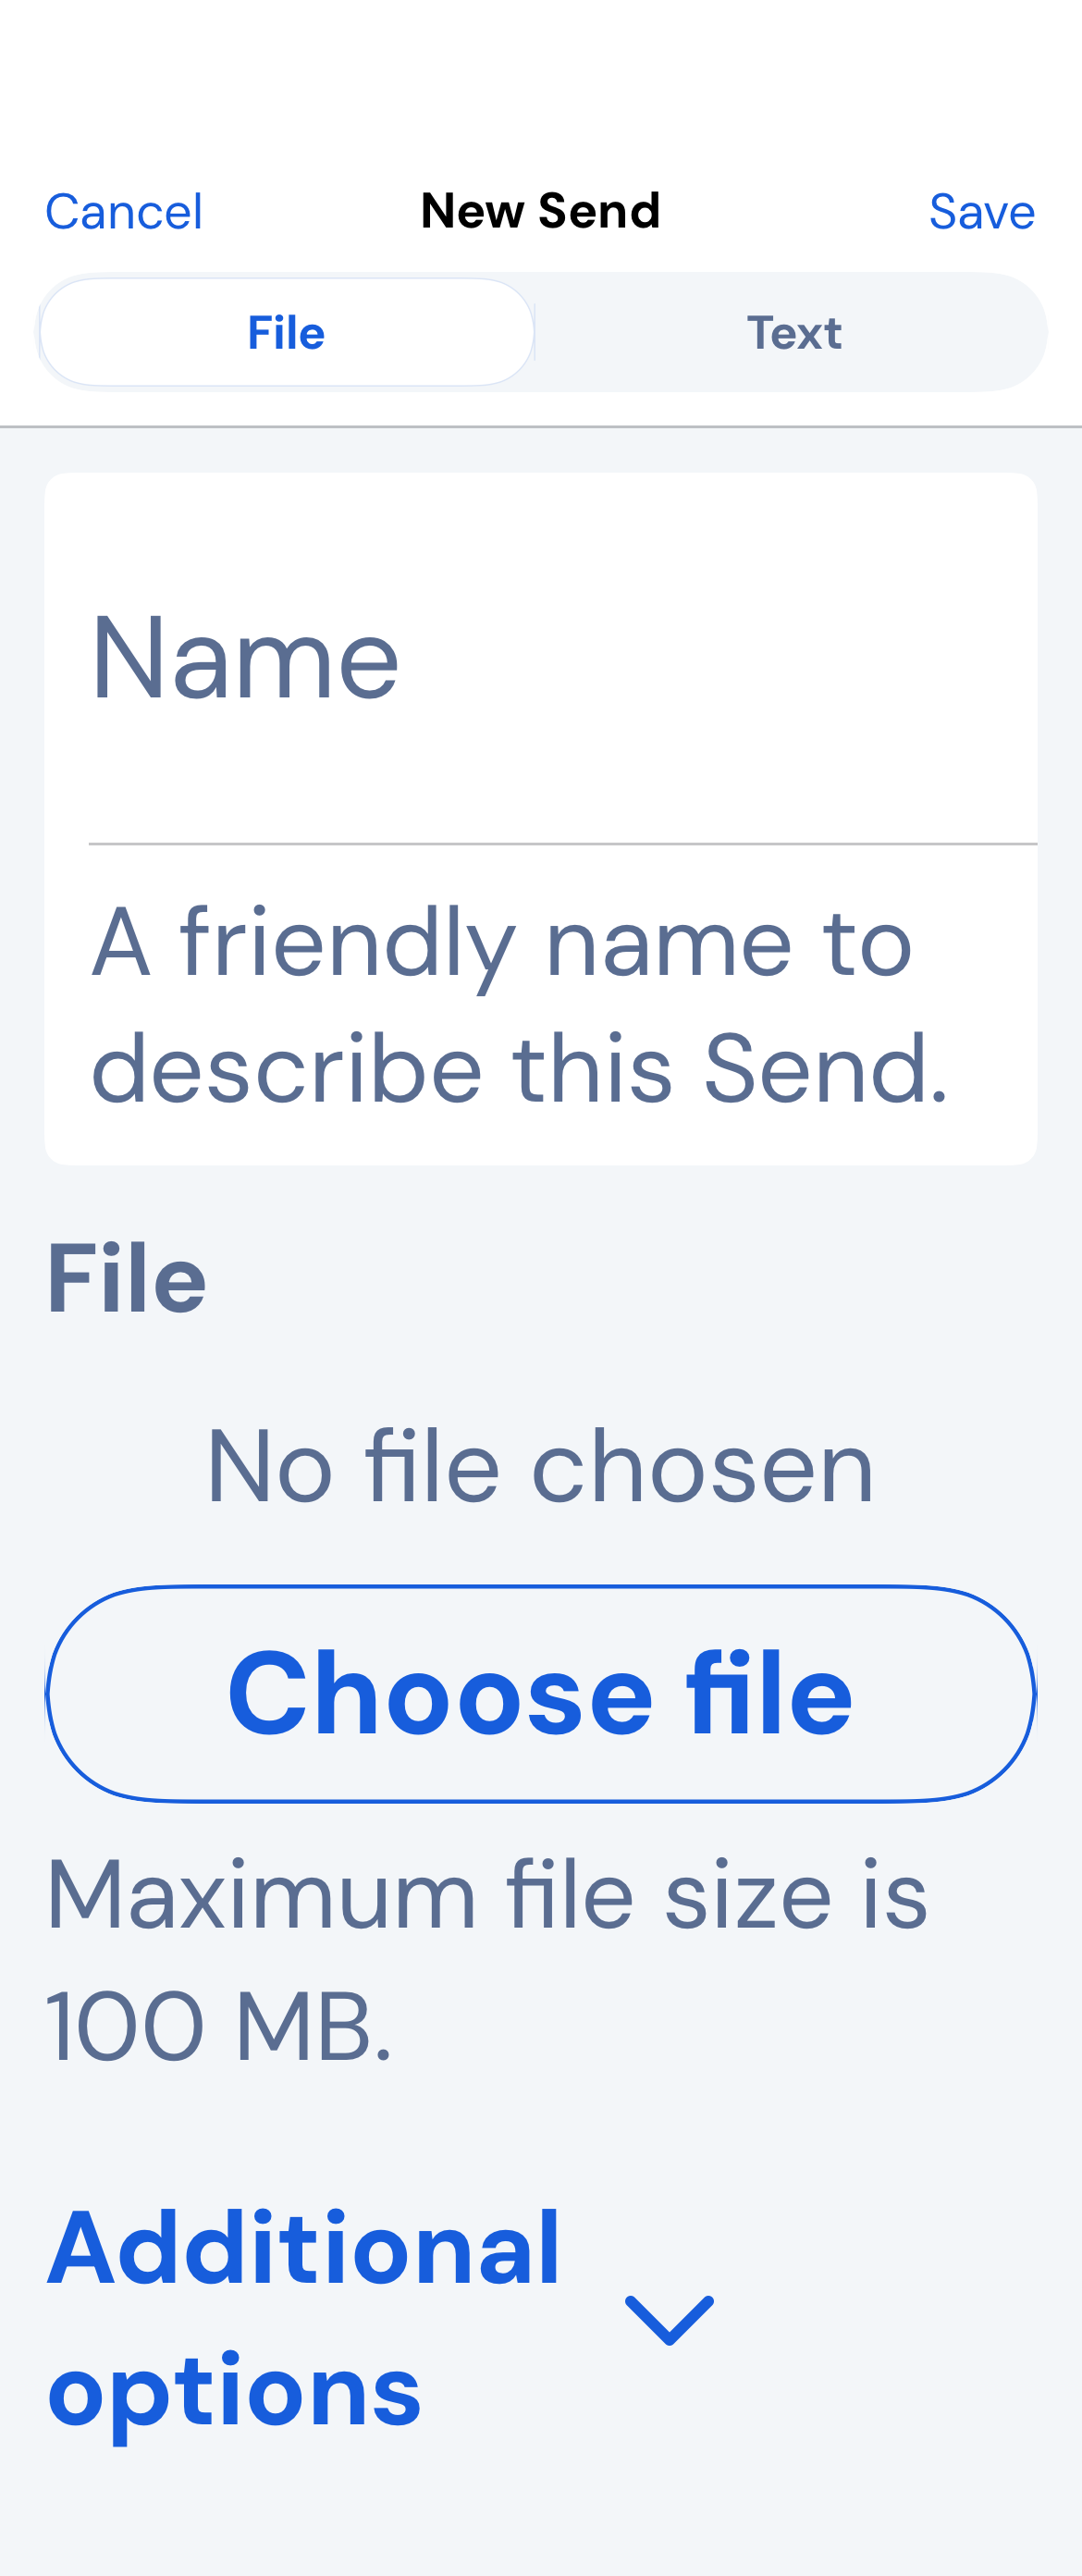 Cancel New Send Save
File Text
Name
A friendly name to
describe this Send.
File
No file chosen
Choose file
Maximum file size is
100 MB.
Additional
options